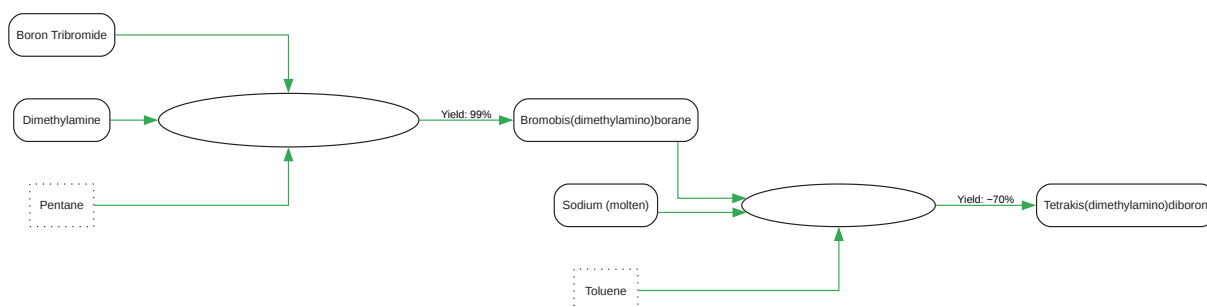 Boron Tribromide
Dimethylamine
Yield: 99%
Bromobis(dimethylamino)borane
Pentane
Sodium (molten)
Yield: ~70%
Tetrakis(dimethylamino)diboron
Toluene